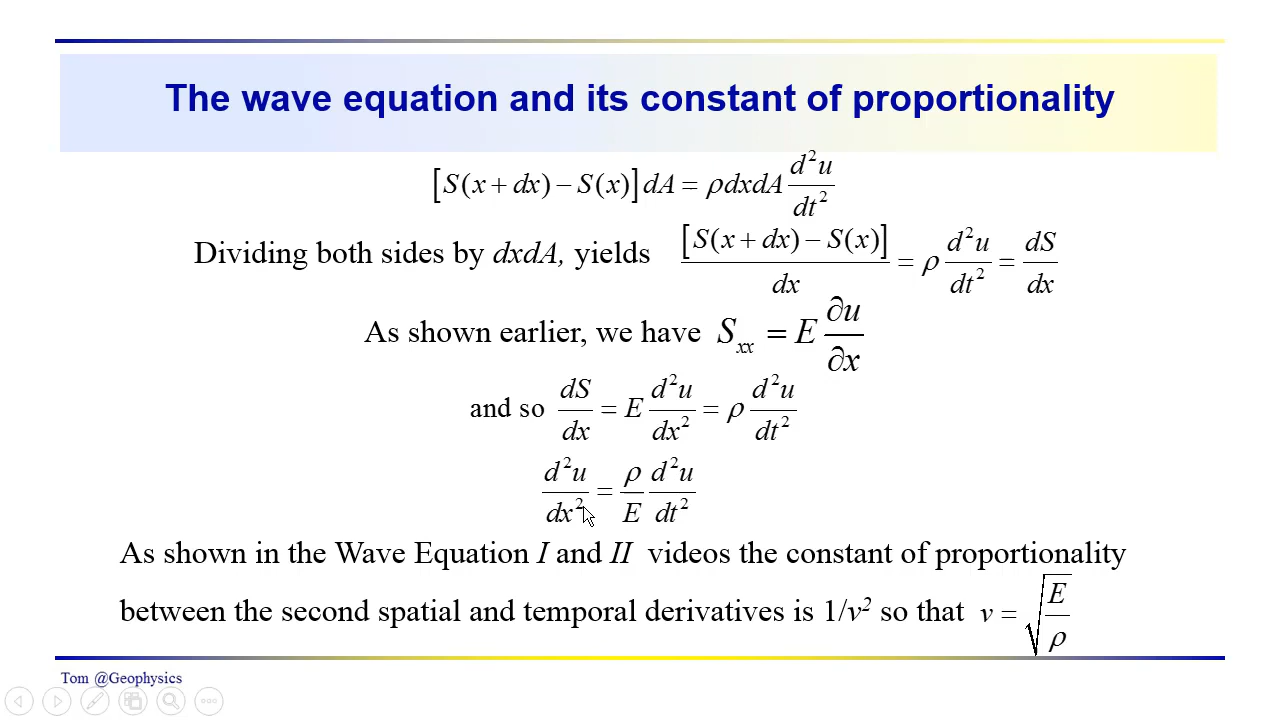 The wave equation and its constant of proportionality
[S(x + dx) − S(x)] dA = ρdxdA d²u/dt²
Dividing both sides by dxdA, yields [S(x + dx) − S(x)]/dx = ρ d²u/dt² = dS/dx
As shown earlier, we have Sₓₓ = E ∂u/∂x
and so dS/dx = E d²u/dx² = ρ d²u/dt²
d²u/dx² = ρ/E d²u/dt²
As shown in the Wave Equation I and II videos the constant of proportionality
between the second spatial and temporal derivatives is 1/v² so that v = √(E/ρ)
Tom @Geophysics